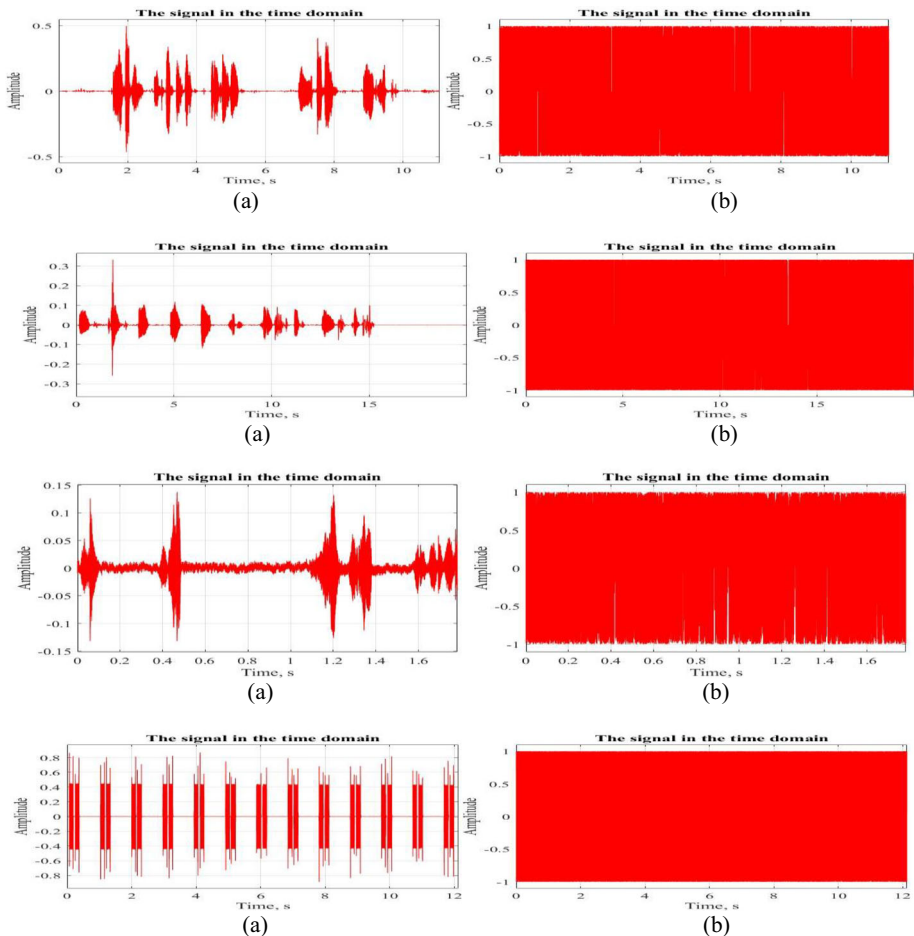 The signal in the time domain
Amplitude
0.5
0
-0.5
0 2 4 6 8 10
Time, s
(a)
The signal in the time domain
Amplitude
1
0.5
0
-0.5
-1
0 2 4 6 8 10
Time, s
(b)
The signal in the time domain
Amplitude
0.3
0.2
0.1
0
-0.1
-0.2
-0.3
0 5 10 15
Time, s
(a)
The signal in the time domain
Amplitude
1
0.5
0
-0.5
-1
0 5 10 15
Time, s
(b)
The signal in the time domain
Amplitude
0.15
0.1
0.05
0
-0.05
-0.1
-0.15
0 0.2 0.4 0.6 0.8 1 1.2 1.4 1.6
Time, s
(a)
The signal in the time domain
Amplitude
1
0.5
0
-0.5
-1
0 0.2 0.4 0.6 0.8 1 1.2 1.4 1.6
Time, s
(b)
The signal in the time domain
Amplitude
0.8
0.6
0.4
0.2
0
-0.2
-0.4
-0.6
-0.8
0 2 4 6 8 10 12
Time, s
(a)
The signal in the time domain
Amplitude
1
0.5
0
-0.5
-1
0 2 4 6 8 10 12
Time, s
(b)